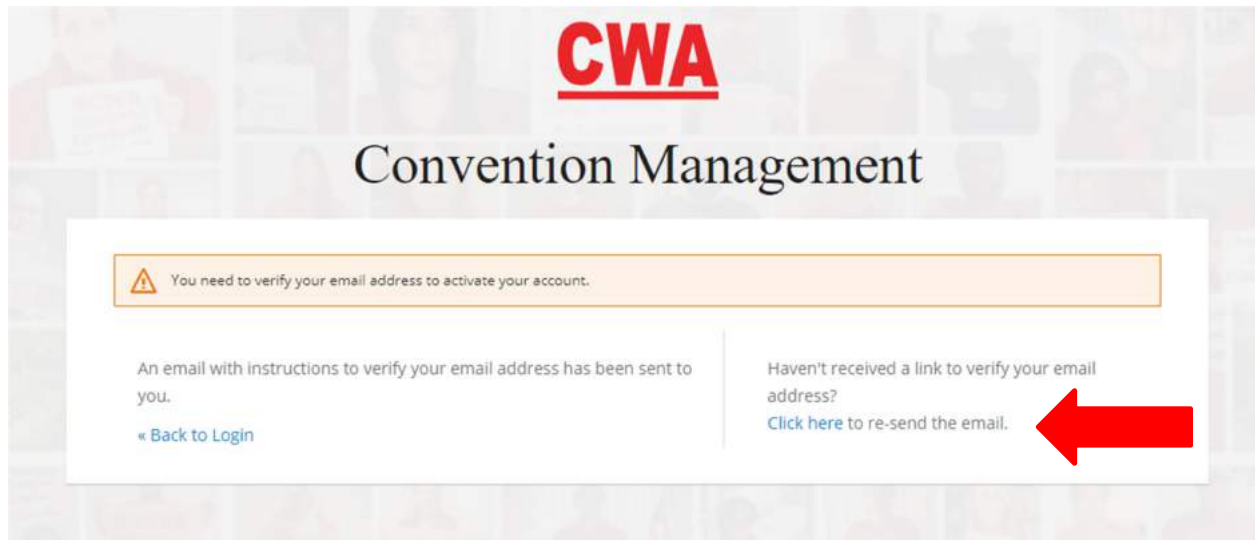 CWA
Convention Management
You need to verify your email address to activate your account.
An email with instructions to verify your email address has been sent to
you.
« Back to Login
Haven't received a link to verify your email
address?
Click here to re-send the email.